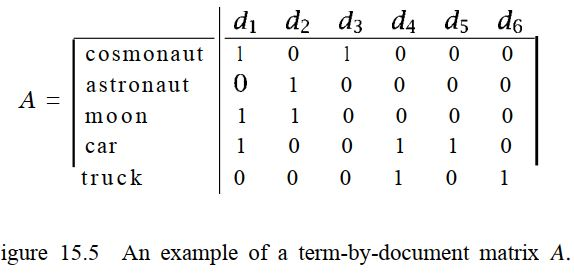 d1 d2 d3 d4 d5 d6
cosmonaut 1 0 1 0 0 0
astronaut 0 1 0 0 0 0
A = moon 1 1 0 0 0 0
car 1 0 0 1 1 0
truck 0 0 0 1 0 1
igure 15.5 An example of a term-by-document matrix A.